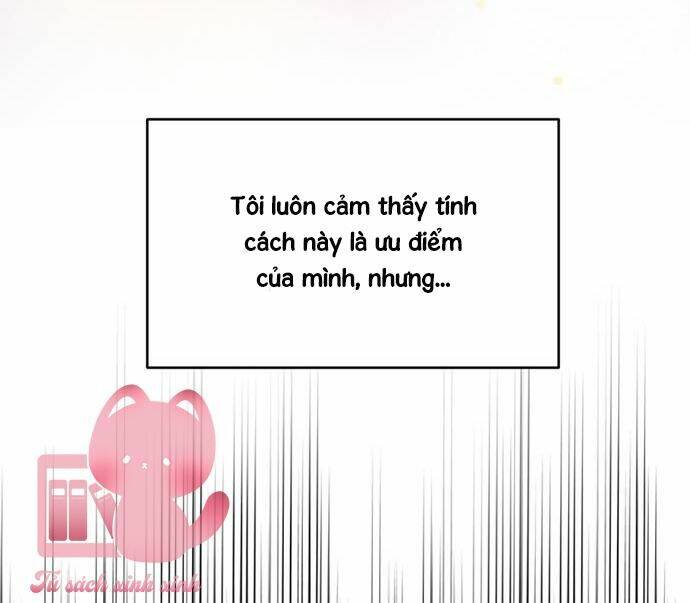 Tôi luôn cảm thấy tính
cách này là ưu điểm
của mình, nhưng...
Tủ sách xinh xinh